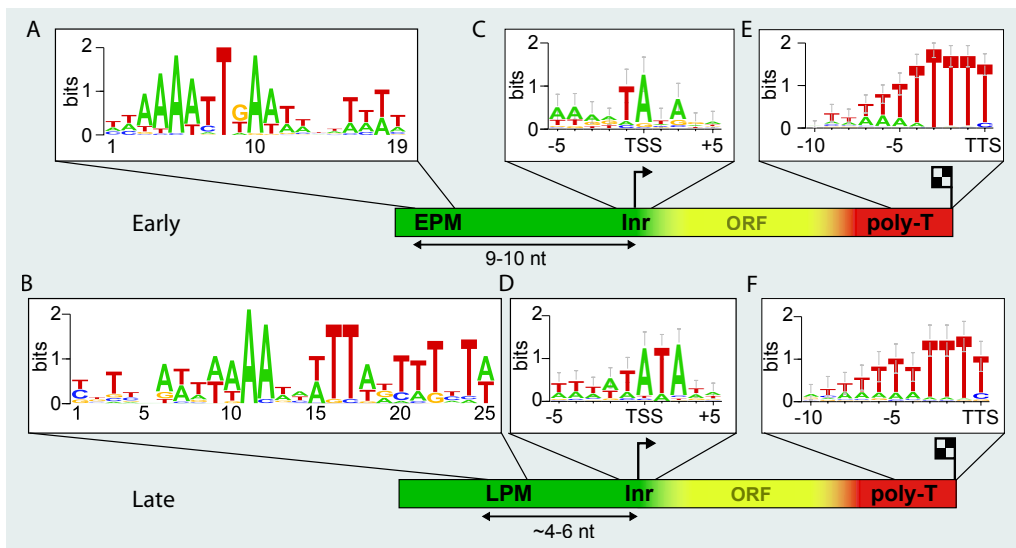 A
C
E
2
1
0
bits
1
10
19
2
1
0
bits
-5
TSS
+5
2
1
0
bits
-10
-5
TTS
Early
EPM
Inr
ORF
poly-T
9-10 nt
B
D
F
2
1
0
bits
1
5
10
15
20
25
2
1
0
bits
-5
TSS
+5
2
1
0
bits
-10
-5
TTS
Late
LPM
Inr
ORF
poly-T
~4-6 nt